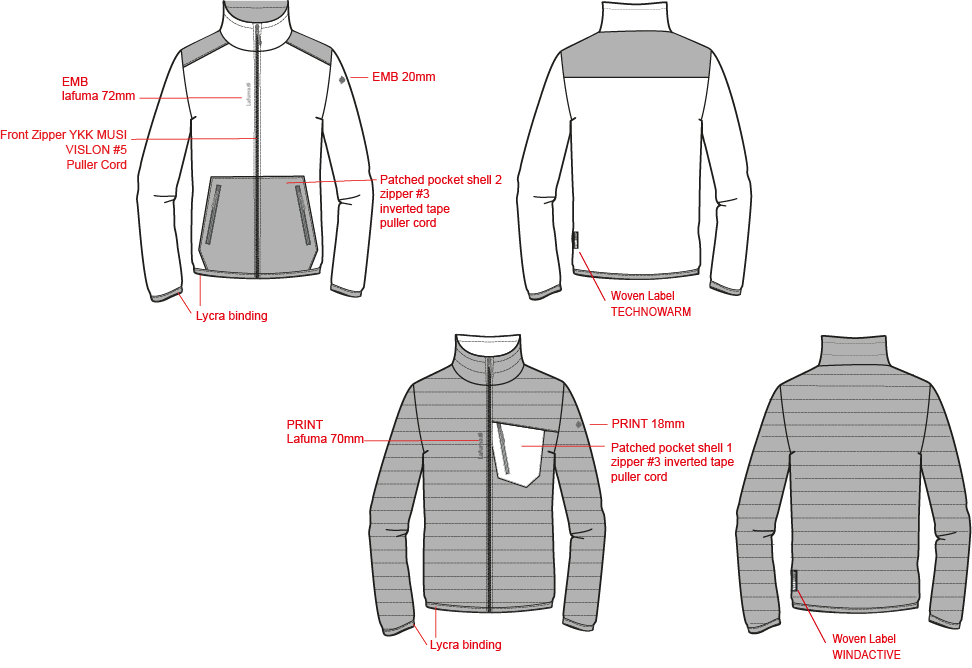 EMB
lafuma 72mm
EMB 20mm
Lafuma
Front Zipper YKK MUSI
VISLON #5
Puller Cord
Patched pocket shell 2
zipper #3
inverted tape
puller cord
Lycra binding
Woven Label
TECHNOWARM
PRINT
Lafuma 70mm
Lafuma
PRINT 18mm
Patched pocket shell 1
zipper #3 inverted tape
puller cord
Lycra binding
Woven Label
WINDACTIVE